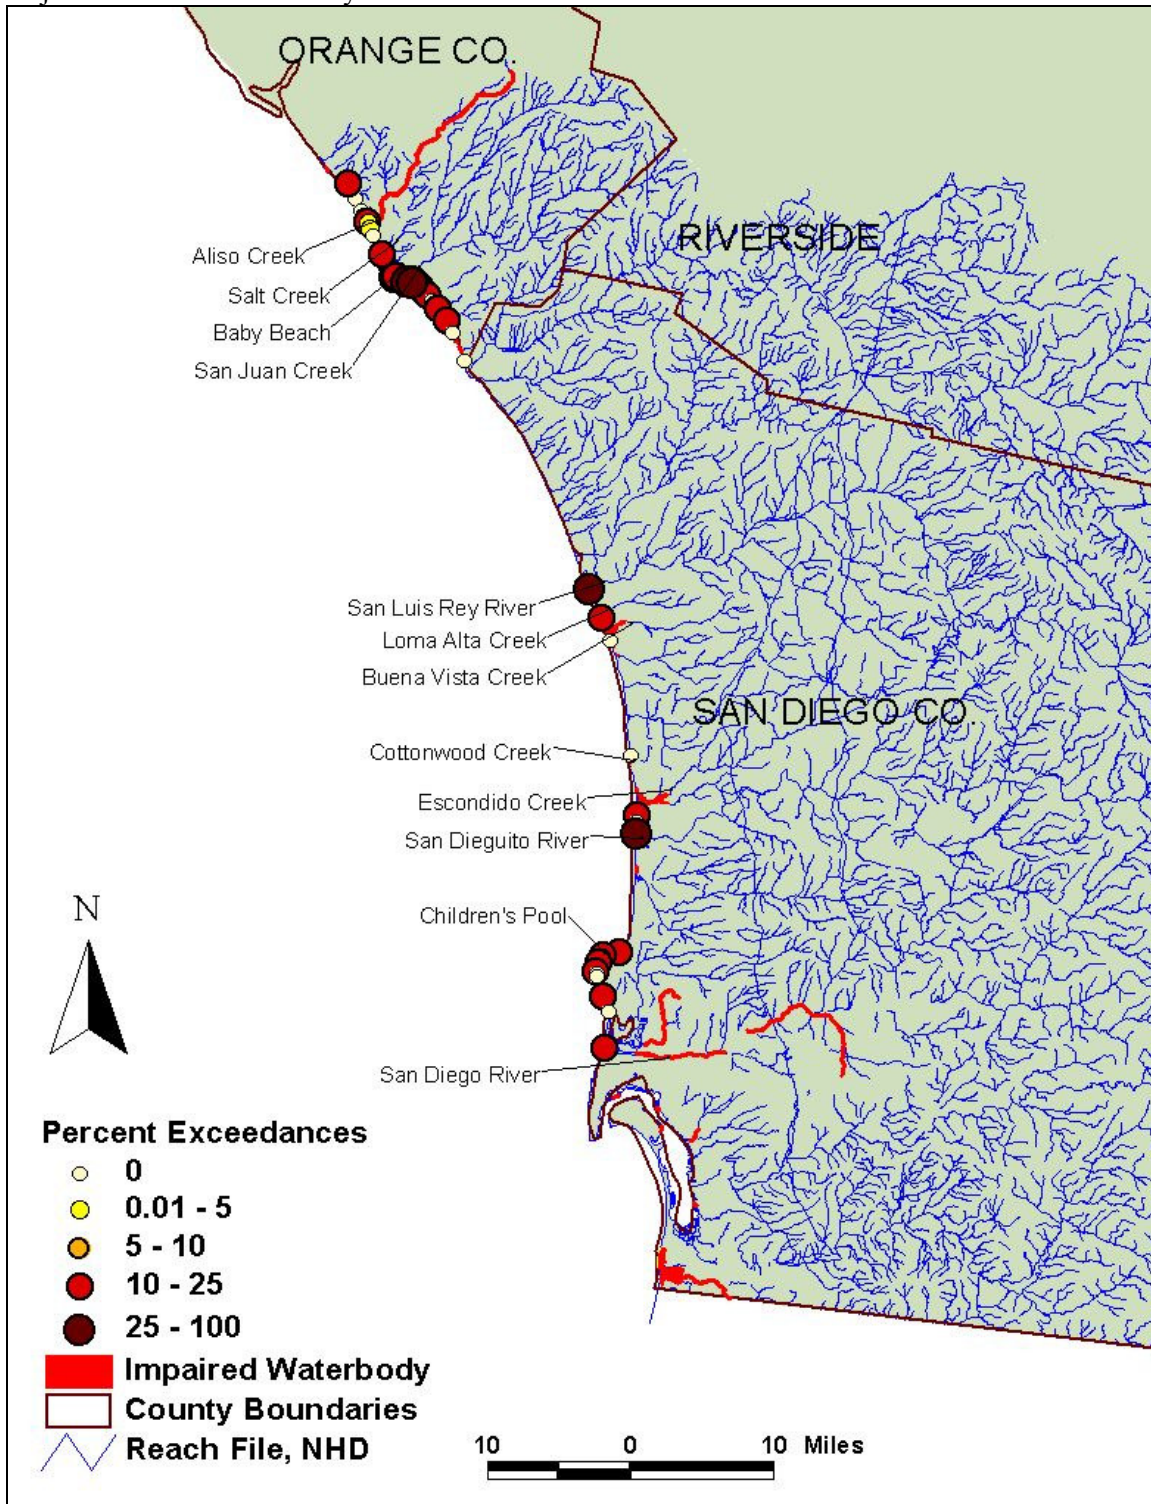 ORANGE CO.
RIVERSIDE
Aliso Creek
Salt Creek
Baby Beach
San Juan Creek
San Luis Rey River
Loma Alta Creek
Buena Vista Creek
SAN DIEGO CO.
Cottonwood Creek
Escondido Creek
San Dieguito River
Children's Pool
N
San Diego River
Percent Exceedances
0
0.01 - 5
5 - 10
10 - 25
25 - 100
Impaired Waterbody
County Boundaries
Reach File, NHD
10 0 10 Miles